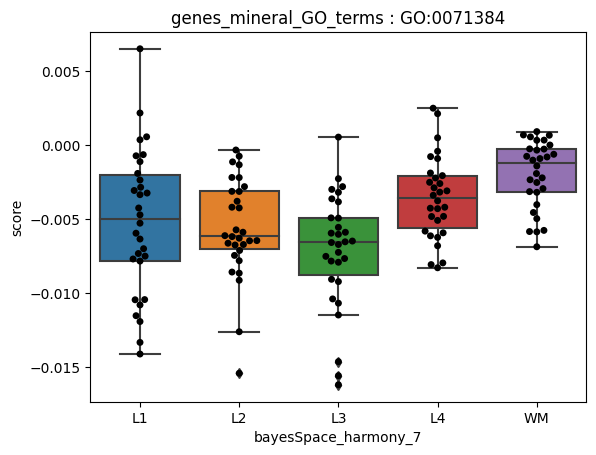 genes_mineral_GO_terms : GO:0071384
0.005
0.000
−0.005
−0.010
−0.015
score
L1 L2 L3 L4 WM
bayesSpace_harmony_7